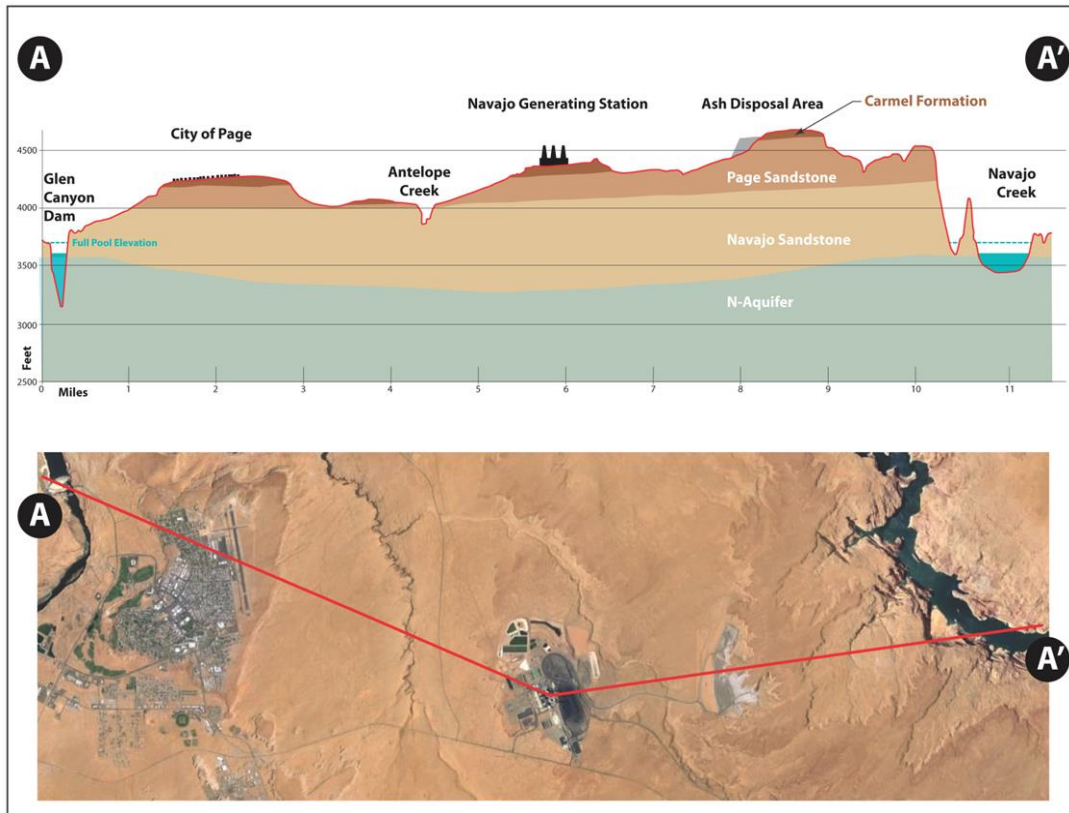 A
A'
Navajo Generating Station
Ash Disposal Area
Carmel Formation
City of Page
4500
Glen
Canyon
Dam
Antelope
Creek
Page Sandstone
Navajo
Creek
4000
Full Pool Elevation
Navajo Sandstone
3500
N-Aquifer
3000
Feet
2500
0
1
2
3
4
5
6
7
8
9
10
11
Miles
A
A'